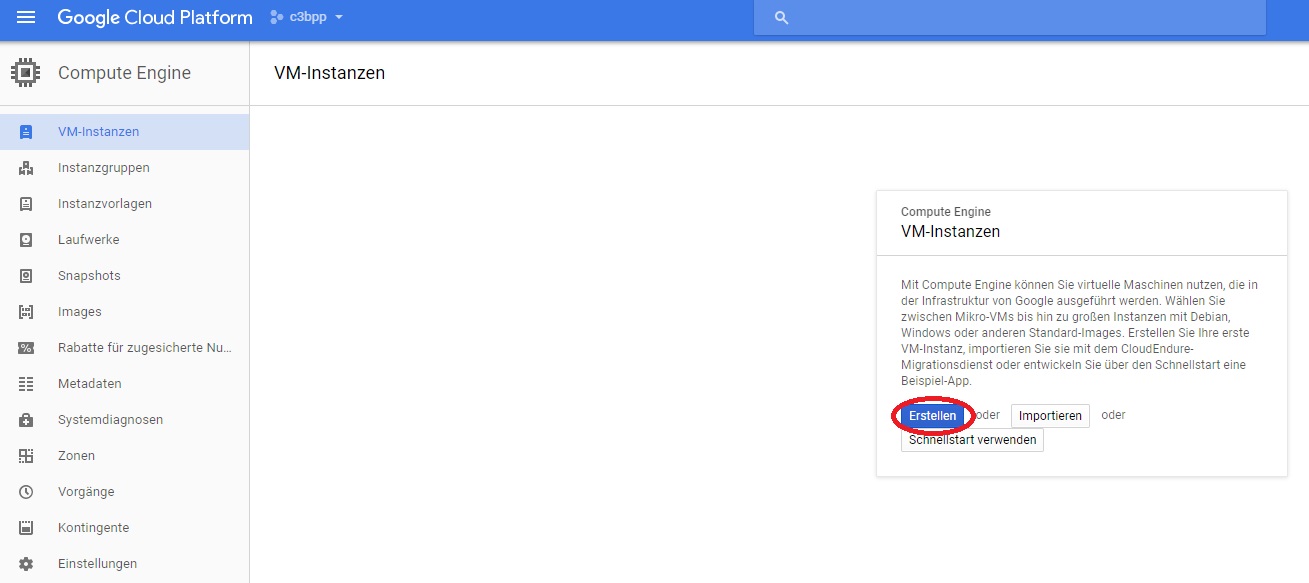 Google Cloud Platform c3bpp
Compute Engine
VM-Instanzen
VM-Instanzen
Instanzgruppen
Instanzvorlagen
Laufwerke
Snapshots
Images
Rabatte für zugesicherte Nu...
Metadaten
Systemdiagnosen
Zonen
Vorgänge
Kontingente
Einstellungen
Compute Engine
VM-Instanzen
Mit Compute Engine können Sie virtuelle Maschinen nutzen, die in
der Infrastruktur von Google ausgeführt werden. Wählen Sie
zwischen Mikro-VMs bis hin zu großen Instanzen mit Debian,
Windows oder anderen Standard-Images. Erstellen Sie Ihre erste
VM-Instanz, importieren Sie sie mit dem CloudEndure-
Migrationsdienst oder entwickeln Sie über den Schnellstart eine
Beispiel-App.
Erstellen oder Importieren oder
Schnellstart verwenden